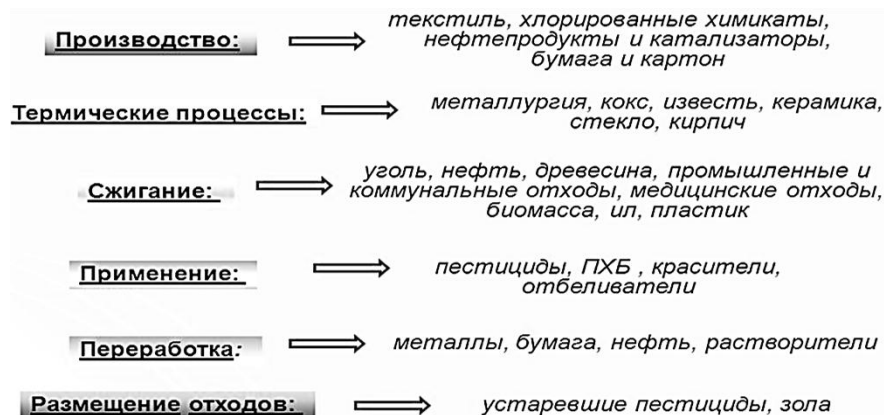 текстиль, хлорированные химикаты,
Производство:
нефтепродукты и катализаторы,
бумага и картон
Термические процессы:
металлургия, кокс, известь, керамика,
стекло, кирпич
Сжигание:
уголь, нефть, древесина, промышленные и
коммунальные отходы, медицинские отходы,
биомасса, ил, пластик
Применение:
пестициды, ПХБ , красители,
отбеливатели
Переработка:
металлы, бумага, нефть, растворители
Размещение отходов:
устаревшие пестициды, зола